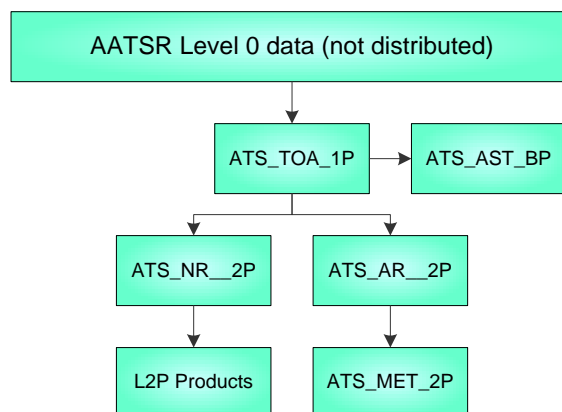 AATSR Level 0 data (not distributed)
ATS_TOA_1P
ATS_AST_BP
ATS_NR__2P
ATS_AR__2P
L2P Products
ATS_MET_2P